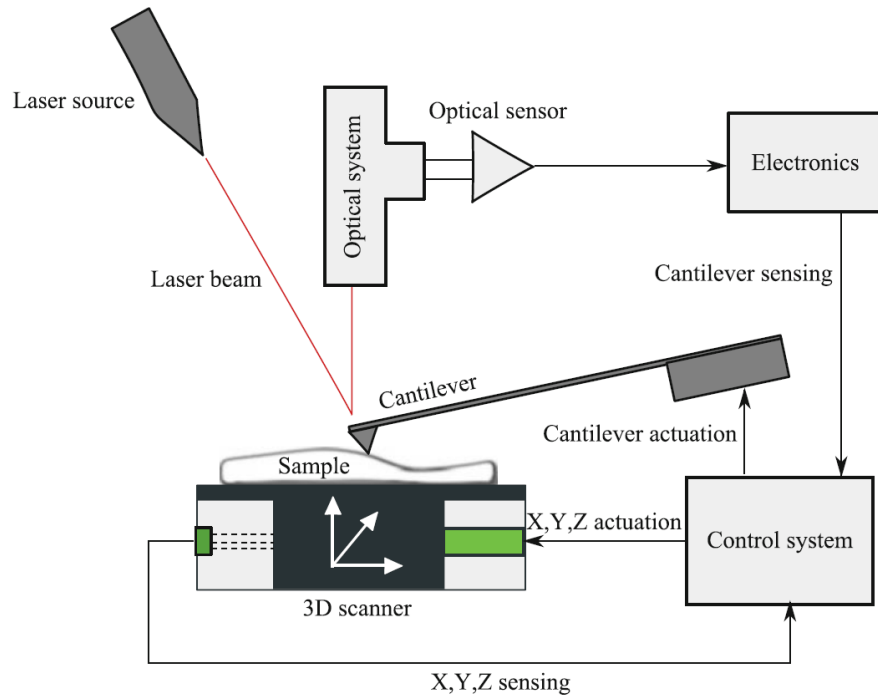 Laser source
Optical sensor
Optical system
Electronics
Laser beam
Cantilever sensing
Cantilever
Cantilever actuation
Sample
X,Y,Z actuation
Control system
3D scanner
X,Y,Z sensing